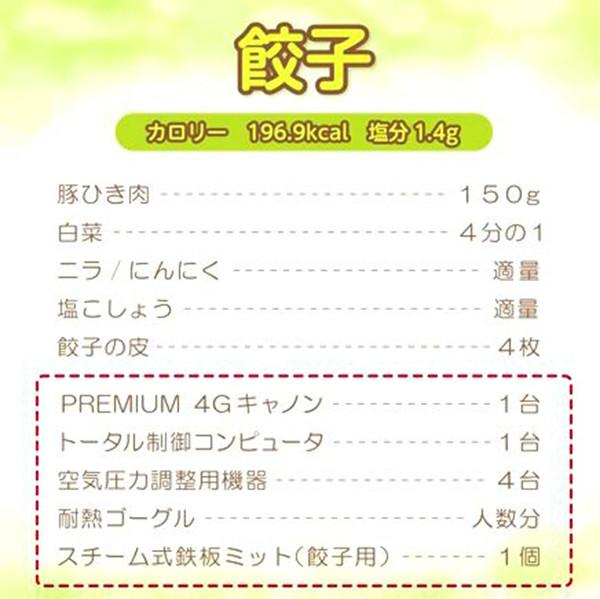 餃子
カロリー 196.9kcal 塩分1.4g
豚ひき肉 150g
白菜 4分の1
ニラ/にんにく 適量
塩こしょう 適量
餃子の皮 4枚
PREMIUM 4Gキャノン 1台
トータル制御コンピュータ 1台
空気圧力調整用機器 4台
耐熱ゴーグル 人数分
スチーム式鉄板ミット(餃子用) 1個